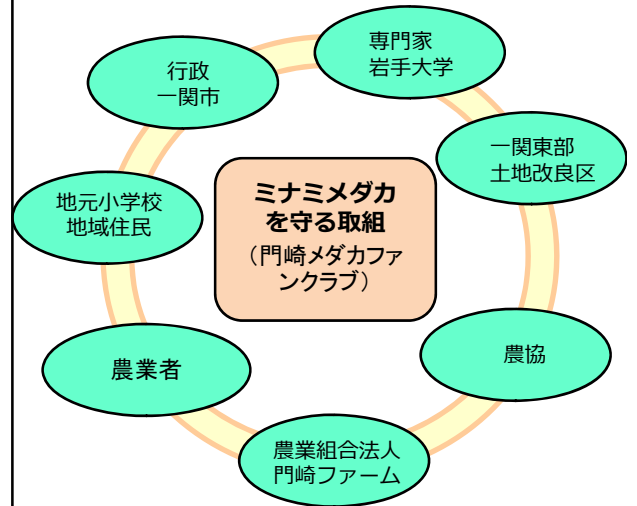 専門家
岩手大学
行政
一関市
一関東部
土地改良区
ミナミメダカ
を守る取組
（門崎メダカファ
ンクラブ）
地元小学校
地域住民
農業者
農協
農業組合法人
門崎ファーム